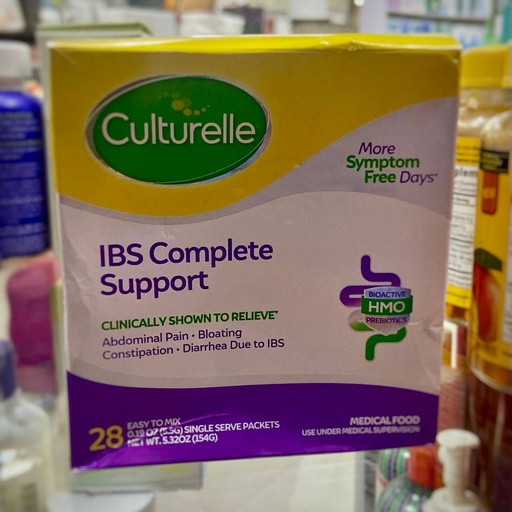 Culturelle
More
Symptom
Free Days™
IBS Complete
Support
CLINICALLY SHOWN TO RELIEVE*
Abdominal Pain • Bloating
Constipation • Diarrhea Due to IBS
BIOACTIVE
HMO
PREBIOTICS
28
EASY TO MIX
0.19 OZ (5.5G) SINGLE SERVE PACKETS
NET WT. 5.32OZ (154G)
MEDICAL FOOD
USE UNDER MEDICAL SUPERVISION